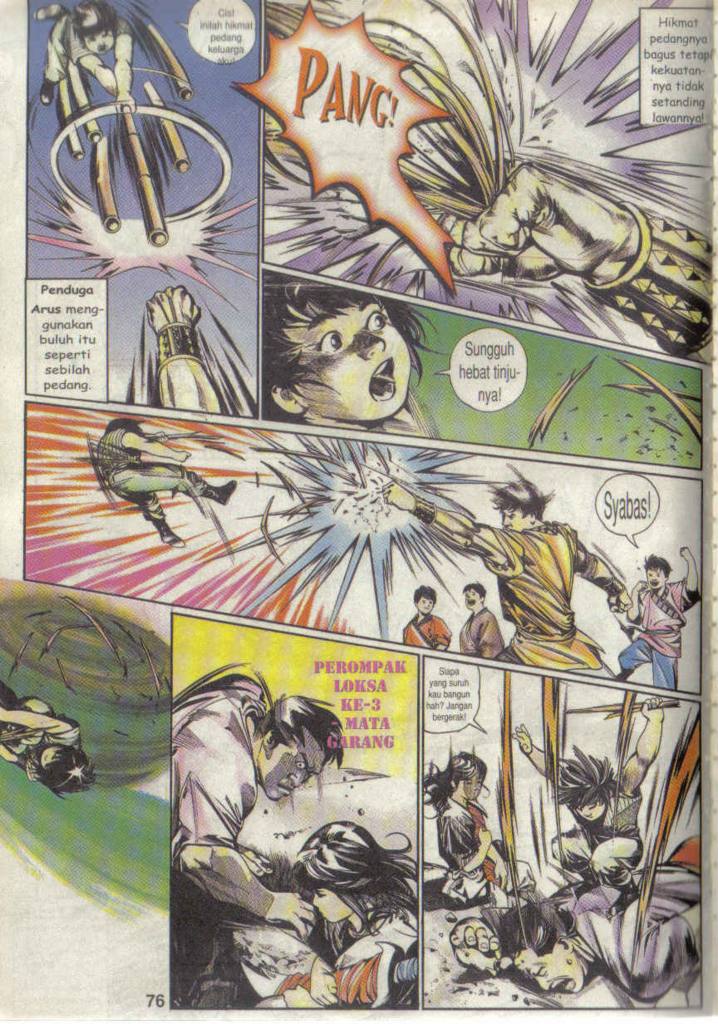 Cis!
inilah hikmat
pedang
keluarga
aku!
PANG!
Hikmat
pedangnya
bagus tetapi
kekuatan-
nya tidak
setanding
lawannya!
Penduga
Arus meng-
gunakan
buluh itu
seperti
sebilah
pedang.
Sungguh
hebat tinju-
nya!
Syabas!
PEROMPAK
LOKSA
KE-3
- MATA
GARANG
Siapa
yang suruh
kau bangun
hah? Jangan
bergerak!
76